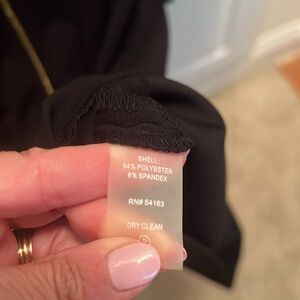 SHELL:
94% POLYESTER
6% SPANDEX
RN# 54163
DRY CLEAN